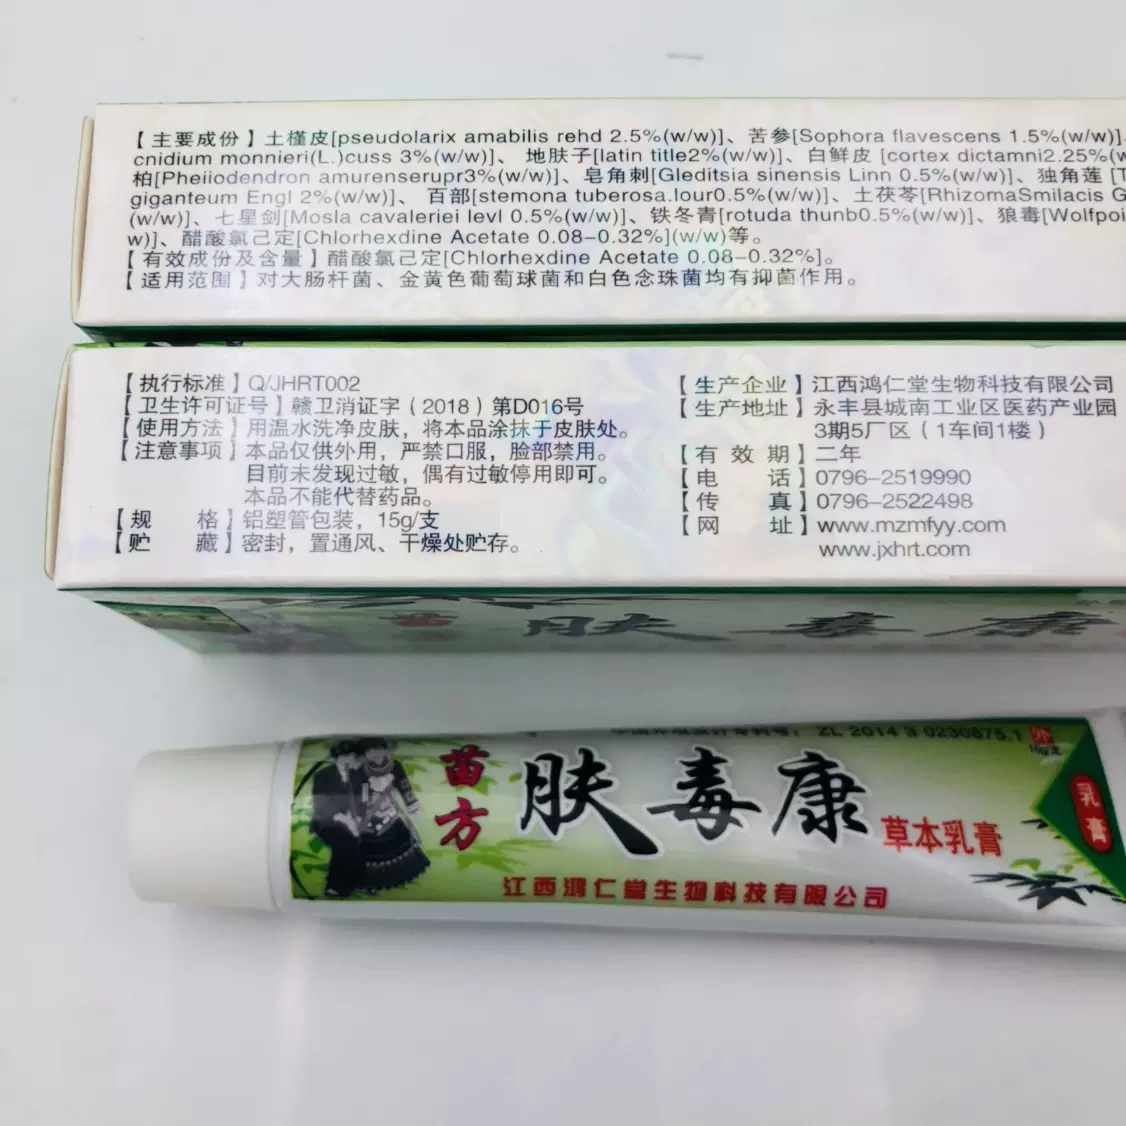 【主要成份】土槿皮[pseudolarix amabilis rehd 2.5%(w/w)]、苦参[Sophora flavescens 1.5%(w/w)]、
cnidium monnieri(L.)cuss 3%(w/w)]、 地肤子[latin title2%(w/w)]、白鲜皮 [cortex dictamni2.25%(w
柏[Pheiiodendron amurenserupr3%(w/w)]、皂角刺[Gleditsia sinensis Linn 0.5%(w/w)]、独角莲 [T
giganteum Engl 2%(w/w)]、 百部[stemona tuberosa.lour0.5%(w/w)]、土茯苓[RhizomaSmilacis G
(w/w)]、七星剑[Mosla cavaleriei levl 0.5%(w/w)]、铁冬青[rotuda thunb0.5%(w/w)]、狼毒[Wolfpoi
w)]、醋酸氯己定[Chlorhexdine Acetate 0.08-0.32%](w/w)等。
【有效成份及含量】醋酸氯己定[Chlorhexdine Acetate 0.08-0.32%]。
【适用范围】对大肠杆菌、金黄色葡萄球菌和白色念珠菌均有抑菌作用。
【执行标准】Q/JHRT002
【卫生许可证号】赣卫消证字（2018）第D016号
【使用方法】用温水洗净皮肤，将本品涂抹于皮肤处。
【注意事项】本品仅供外用，严禁口服，脸部禁用。
目前未发现过敏，偶有过敏停用即可。
本品不能代替药品。
【规 格】铝塑管包装，15g/支
【贮 藏】密封，置通风、干燥处贮存。
【生产企业】江西鸿仁堂生物科技有限公司
【生产地址】永丰县城南工业区医药产业园
3期5厂区（1车间1楼）
【有 效 期】二年
【电 话】0796-2519990
【传 真】0796-2522498
【网 址】www.mzmfyy.com
www.jxhrt.com
苗 肤毒康
ZL 2014 3 0230875.1
外
苗方
肤毒康
草本乳膏
乳膏
江西鸿仁堂生物科技有限公司